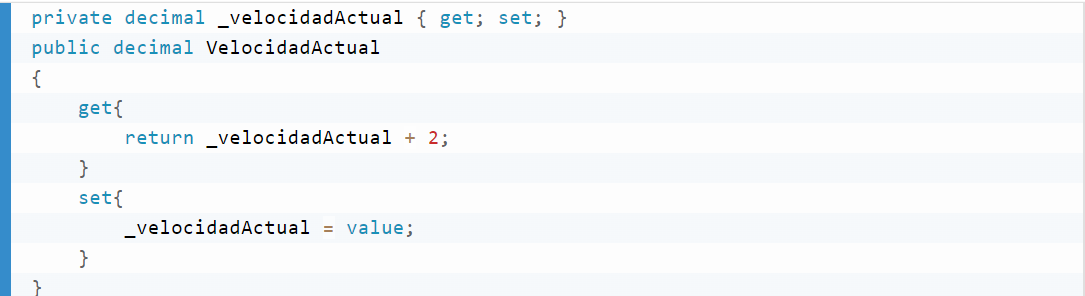 private decimal _velocidadActual { get; set; }
public decimal VelocidadActual
{
    get{
        return _velocidadActual + 2;
    }
    set{
        _velocidadActual = value;
    }
}